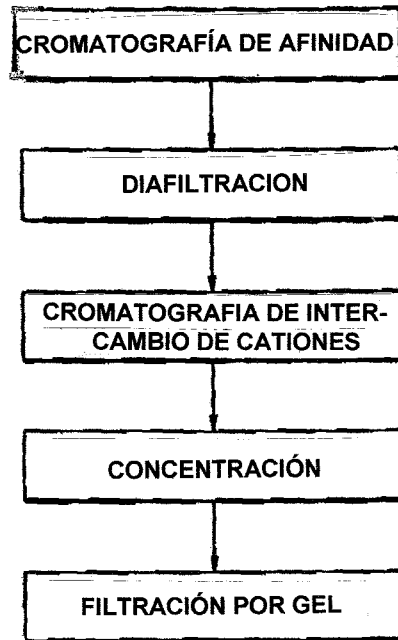 CROMATOGRAFÍA DE AFINIDAD
DIAFILTRACION
CROMATOGRAFIA DE INTER-
CAMBIO DE CATIONES
CONCENTRACIÓN
FILTRACIÓN POR GEL